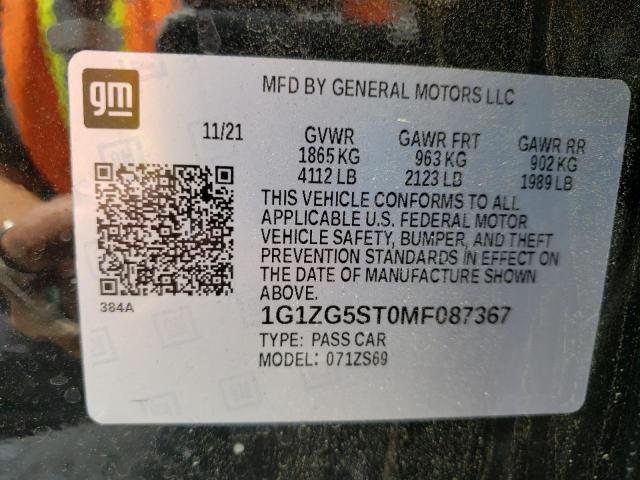 gm
MFD BY GENERAL MOTORS LLC
11/21 GVWR GAWR FRT GAWR RR
1865 KG 963 KG 902 KG
4112 LB 2123 LB 1989 LB
THIS VEHICLE CONFORMS TO ALL
APPLICABLE U.S. FEDERAL MOTOR
VEHICLE SAFETY, BUMPER, AND THEFT
PREVENTION STANDARDS IN EFFECT ON
THE DATE OF MANUFACTURE SHOWN
ABOVE.
384A
1G1ZG5ST0MF087367
TYPE: PASS CAR
MODEL: 071ZS69